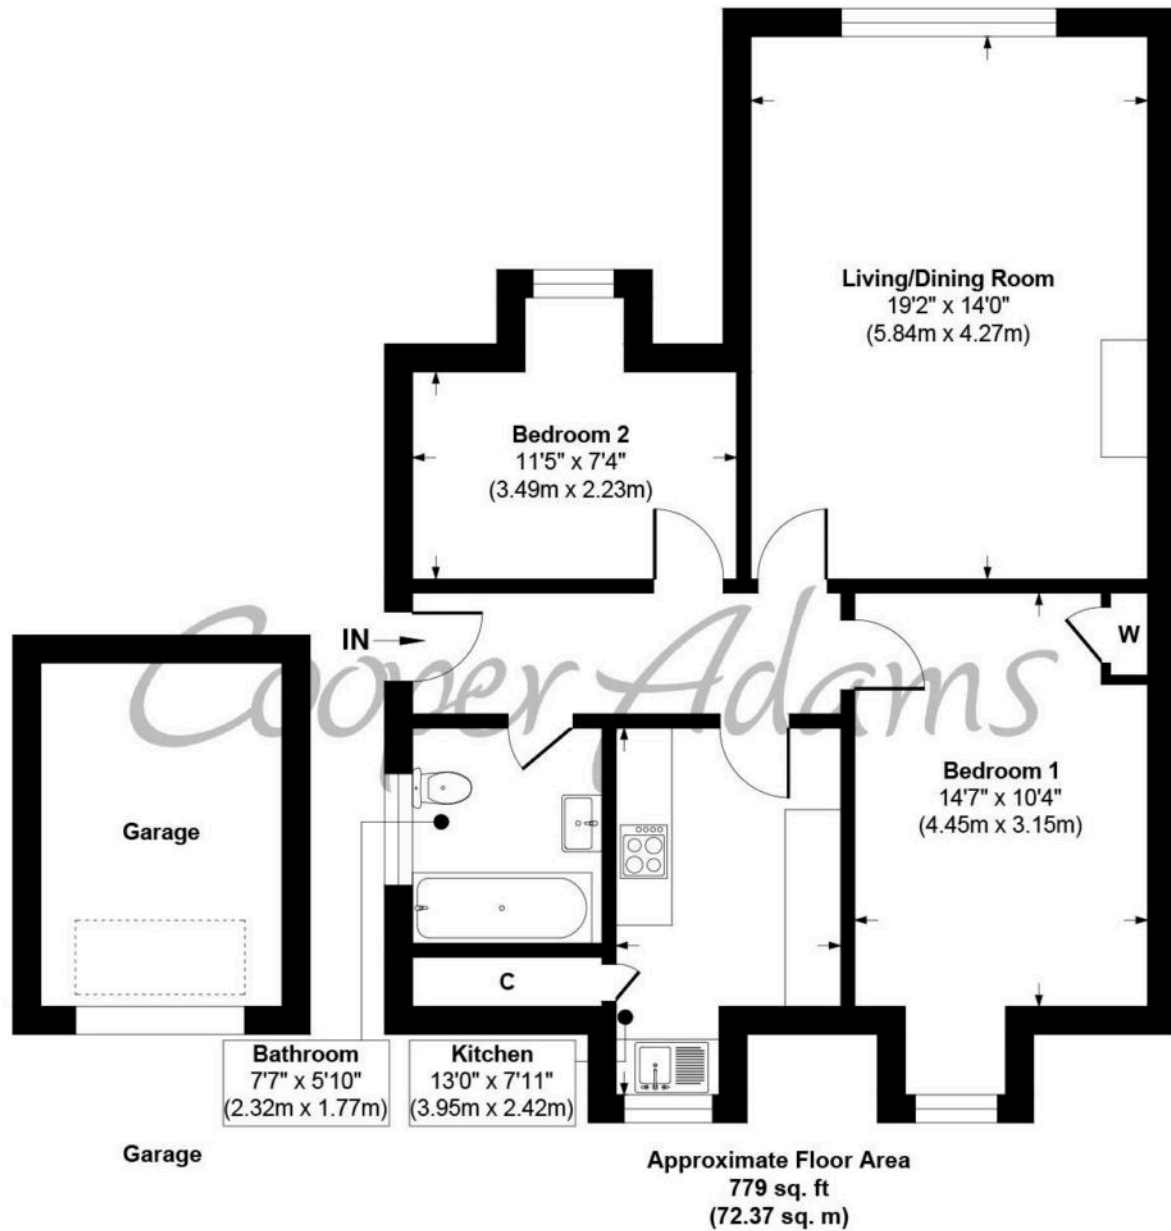 Living/Dining Room
19'2" x 14'0"
(5.84m x 4.27m)
Bedroom 2
11'5" x 7'4"
(3.49m x 2.23m)
IN
W
Cooper Adams
Bedroom 1
14'7" x 10'4"
(4.45m x 3.15m)
Garage
C
Bathroom
7'7" x 5'10"
(2.32m x 1.77m)
Kitchen
13'0" x 7'11"
(3.95m x 2.42m)
Garage
Approximate Floor Area
779 sq. ft
(72.37 sq. m)